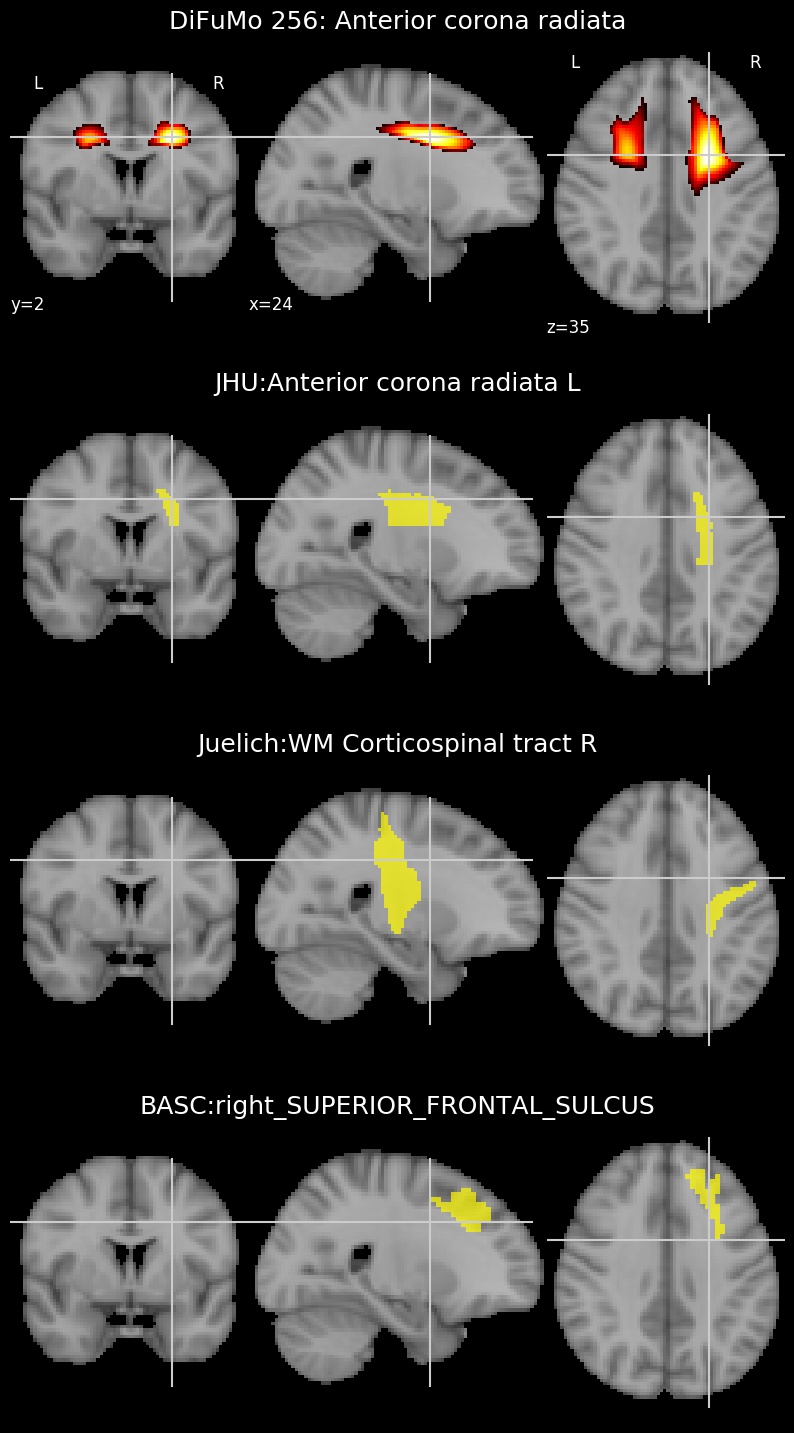 DiFuMo 256: Anterior corona radiata
L R L R
y=2 x=24 z=35
JHU:Anterior corona radiata L
Juelich:WM Corticospinal tract R
BASC:right_SUPERIOR_FRONTAL_SULCUS